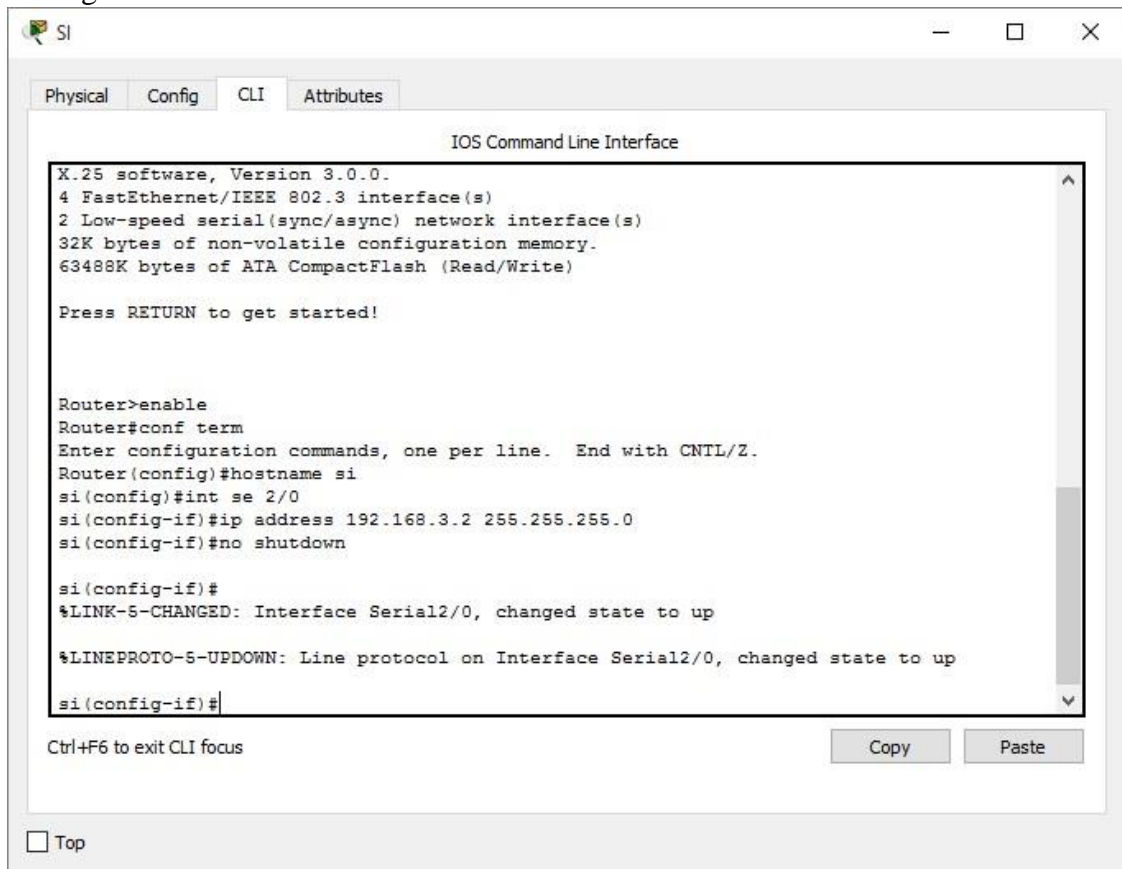 SI
Physical Config CLI Attributes
IOS Command Line Interface
X.25 software, Version 3.0.0.
4 FastEthernet/IEEE 802.3 interface(s)
2 Low-speed serial(sync/async) network interface(s)
32K bytes of non-volatile configuration memory.
63488K bytes of ATA CompactFlash (Read/Write)
Press RETURN to get started!
Router>enable
Router#conf term
Enter configuration commands, one per line.  End with CNTL/Z.
Router(config)#hostname si
si(config)#int se 2/0
si(config-if)#ip address 192.168.3.2 255.255.255.0
si(config-if)#no shutdown
si(config-if)#
%LINK-5-CHANGED: Interface Serial2/0, changed state to up
%LINEPROTO-5-UPDOWN: Line protocol on Interface Serial2/0, changed state to up
si(config-if)#
Ctrl+F6 to exit CLI focus
Copy Paste
Top